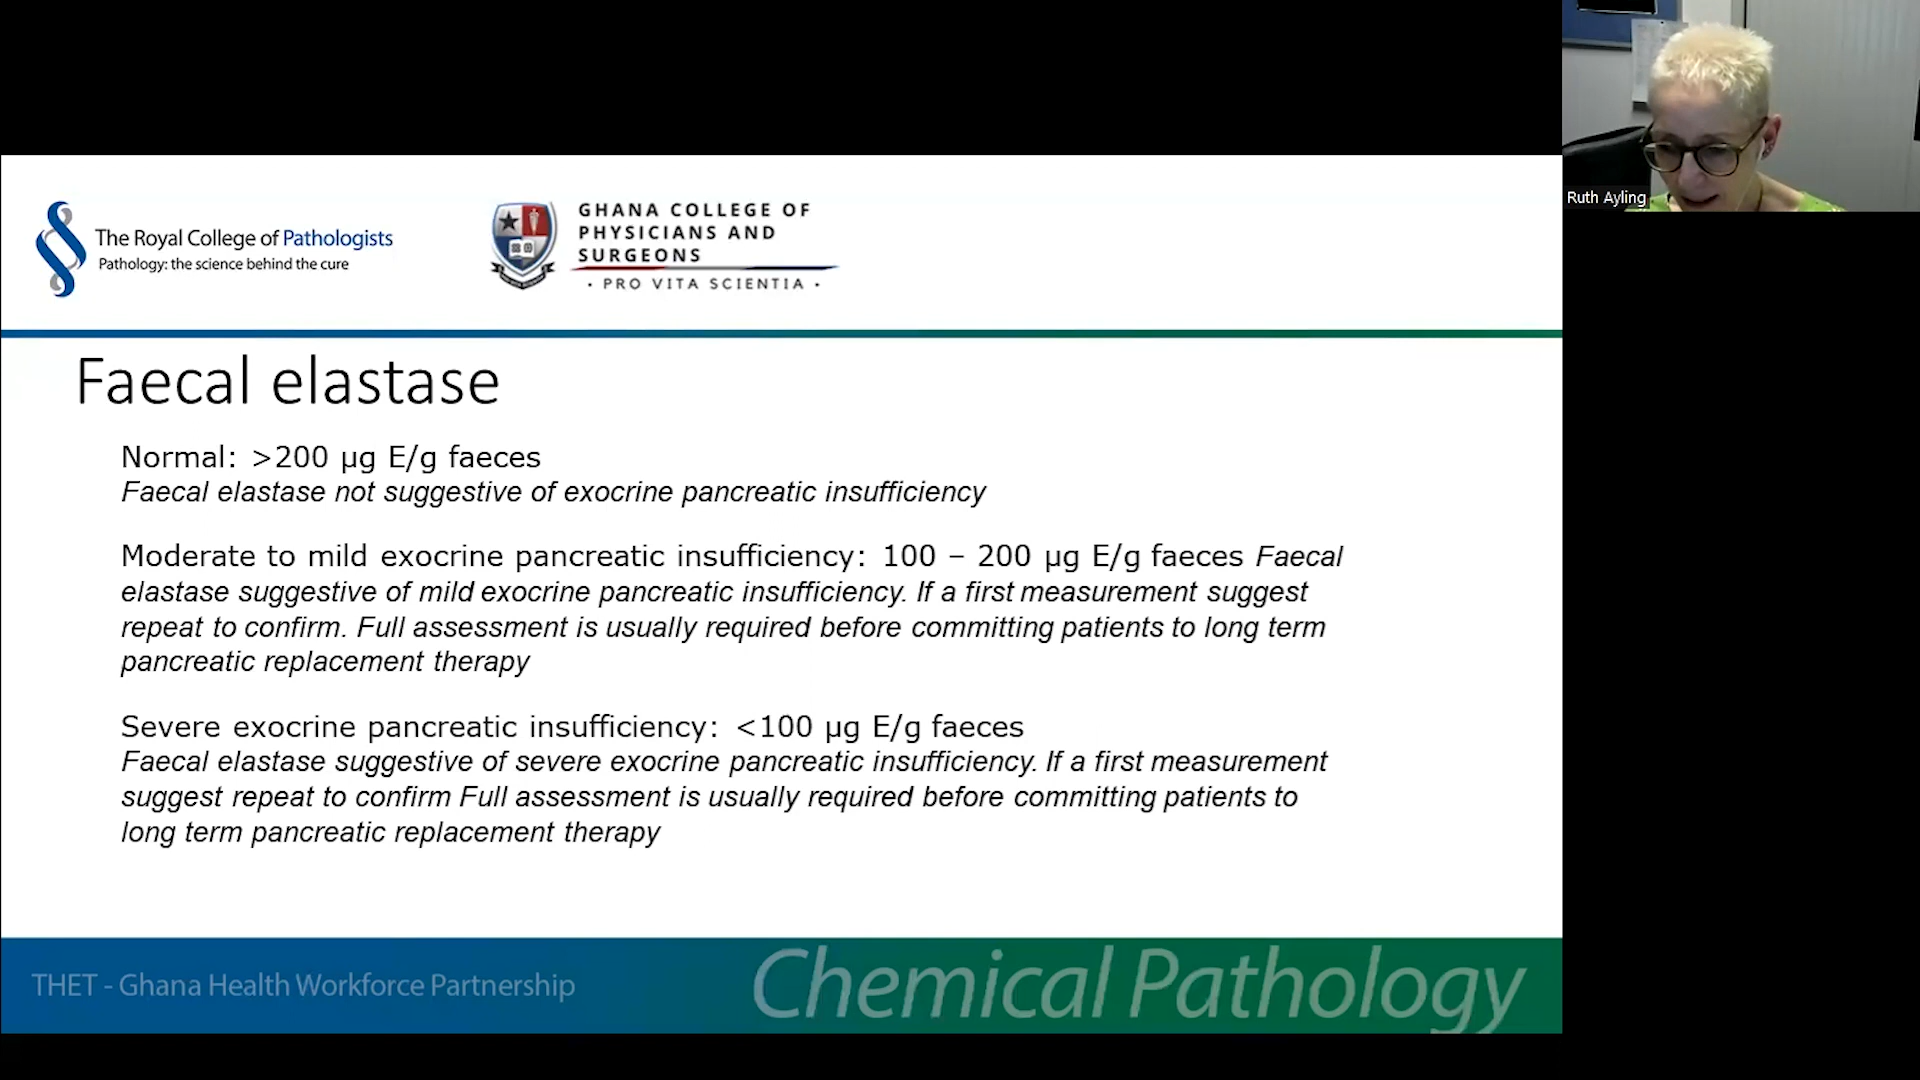 The Royal College of Pathologists
Pathology: the science behind the cure
GHANA COLLEGE OF
PHYSICIANS AND
SURGEONS
· PRO VITA SCIENTIA ·
Ruth Ayling
Faecal elastase
Normal: >200 µg E/g faeces
Faecal elastase not suggestive of exocrine pancreatic insufficiency
Moderate to mild exocrine pancreatic insufficiency: 100 – 200 µg E/g faeces Faecal
elastase suggestive of mild exocrine pancreatic insufficiency. If a first measurement suggest
repeat to confirm. Full assessment is usually required before committing patients to long term
pancreatic replacement therapy
Severe exocrine pancreatic insufficiency: <100 µg E/g faeces
Faecal elastase suggestive of severe exocrine pancreatic insufficiency. If a first measurement
suggest repeat to confirm Full assessment is usually required before committing patients to
long term pancreatic replacement therapy
THET - Ghana Health Workforce Partnership
Chemical Pathology